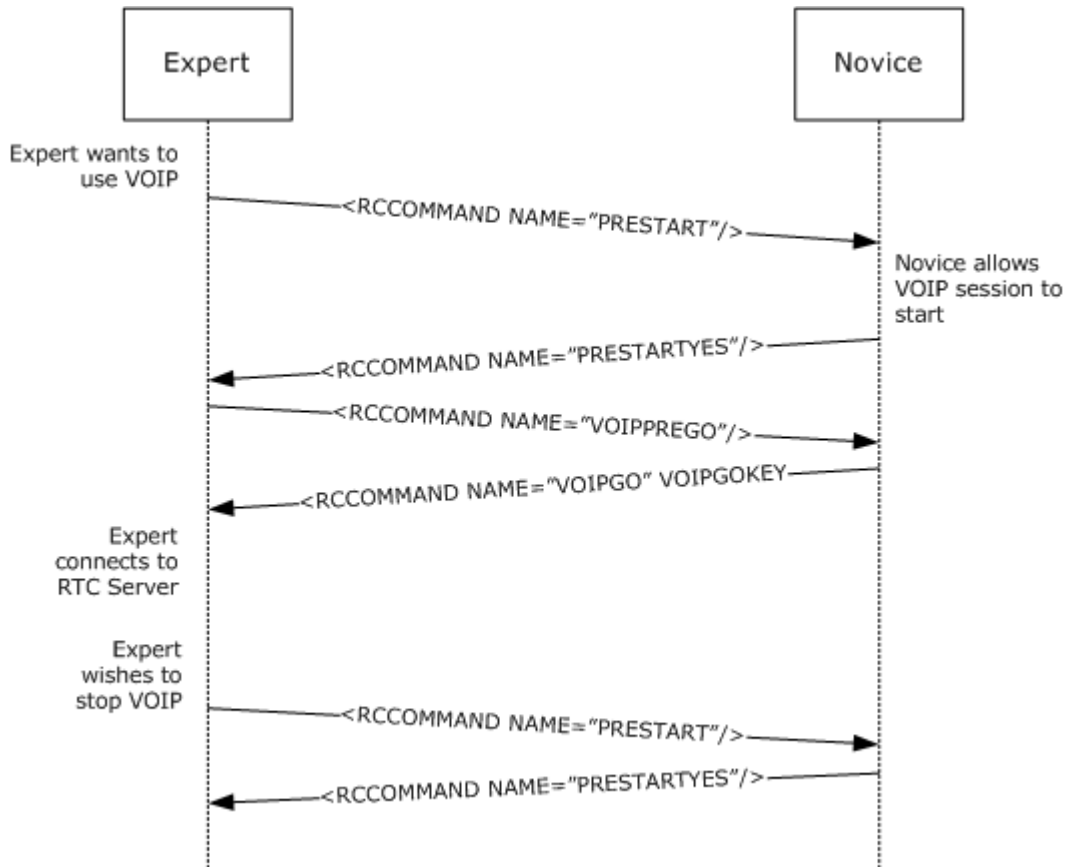 Expert
Novice
Expert wants to
use VOIP
<RCCOMMAND NAME=”PRESTART”/>
Novice allows
VOIP session to
start
<RCCOMMAND NAME=”PRESTARTYES”/>
<RCCOMMAND NAME=”VOIPPREGO”/>
<RCCOMMAND NAME=”VOIPGO” VOIPGOKEY
Expert
connects to
RTC Server
Expert
wishes to
stop VOIP
<RCCOMMAND NAME=”PRESTART”/>
<RCCOMMAND NAME=”PRESTARTYES”/>